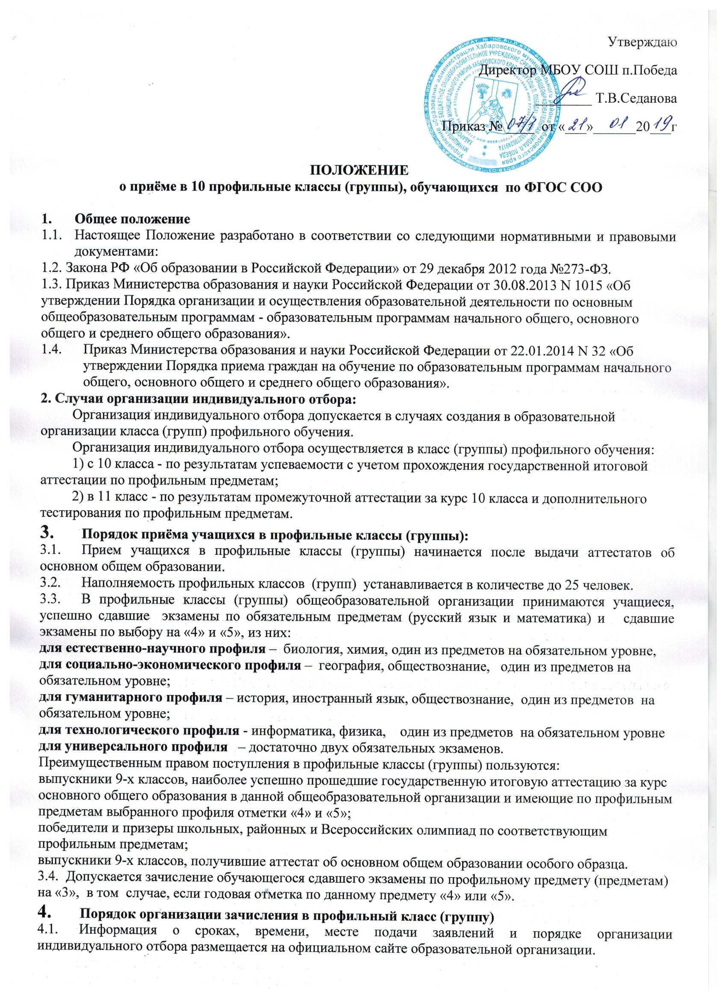 Утверждаю
Директор МБОУ СОШ п.Победа
________ Т.В.Седанова
Приказ № 07/1 от «21» 01 2019г
ПОЛОЖЕНИЕ
о приёме в 10 профильные классы (группы), обучающихся по ФГОС СОО
1. Общее положение
1.1. Настоящее Положение разработано в соответствии со следующими нормативными и правовыми
документами:
1.2. Закона РФ «Об образовании в Российской Федерации» от 29 декабря 2012 года №273-ФЗ.
1.3. Приказ Министерства образования и науки Российской Федерации от 30.08.2013 N 1015 «Об
утверждении Порядка организации и осуществления образовательной деятельности по основным
общеобразовательным программам - образовательным программам начального общего, основного
общего и среднего общего образования».
1.4. Приказ Министерства образования и науки Российской Федерации от 22.01.2014 N 32 «Об
утверждении Порядка приема граждан на обучение по образовательным программам начального
общего, основного общего и среднего общего образования».
2. Случаи организации индивидуального отбора:
Организация индивидуального отбора допускается в случаях создания в образовательной
организации класса (групп) профильного обучения.
Организация индивидуального отбора осуществляется в класс (группы) профильного обучения:
1) с 10 класса - по результатам успеваемости с учетом прохождения государственной итоговой
аттестации по профильным предметам;
2) в 11 класс - по результатам промежуточной аттестации за курс 10 класса и дополнительного
тестирования по профильным предметам.
3. Порядок приёма учащихся в профильные классы (группы):
3.1. Прием учащихся в профильные классы (группы) начинается после выдачи аттестатов об
основном общем образовании.
3.2. Наполняемость профильных классов (групп) устанавливается в количестве до 25 человек.
3.3. В профильные классы (группы) общеобразовательной организации принимаются учащиеся,
успешно сдавшие экзамены по обязательным предметам (русский язык и математика) и сдавшие
экзамены по выбору на «4» и «5», из них:
для естественно-научного профиля – биология, химия, один из предметов на обязательном уровне,
для социально-экономического профиля – география, обществознание, один из предметов на
обязательном уровне;
для гуманитарного профиля – история, иностранный язык, обществознание, один из предметов на
обязательном уровне;
для технологического профиля - информатика, физика, один из предметов на обязательном уровне
для универсального профиля – достаточно двух обязательных экзаменов.
Преимущественным правом поступления в профильные классы (группы) пользуются:
выпускники 9-х классов, наиболее успешно прошедшие государственную итоговую аттестацию за курс
основного общего образования в данной общеобразовательной организации и имеющие по профильным
предметам выбранного профиля отметки «4» и «5»;
победители и призеры школьных, районных и Всероссийских олимпиад по соответствующим
профильным предметам;
выпускники 9-х классов, получившие аттестат об основном общем образовании особого образца.
3.4. Допускается зачисление обучающегося сдавшего экзамены по профильному предмету (предметам)
на «3», в том случае, если годовая отметка по данному предмету «4» или «5».
4. Порядок организации зачисления в профильный класс (группу)
4.1. Информация о сроках, времени, месте подачи заявлений и порядке организации
индивидуального отбора размещается на официальном сайте образовательной организации.